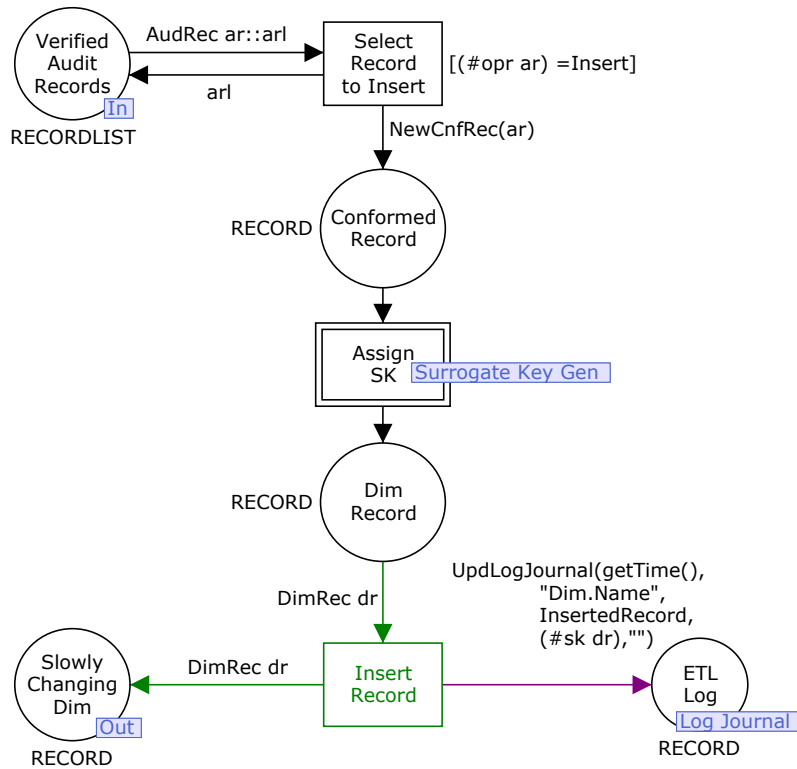 Verified
Audit
Records
In
RECORDLIST
AudRec ar::arl
arl
Select
Record
to Insert
[(#opr ar) =Insert]
NewCnfRec(ar)
RECORD
Conformed
Record
Assign
SK
Surrogate Key Gen
RECORD
Dim
Record
DimRec dr
UpdLogJournal(getTime(),
"Dim.Name",
InsertedRecord,
(#sk dr),"")
Slowly
Changing
Dim
Out
RECORD
DimRec dr
Insert
Record
ETL
Log
Log Journal
RECORD